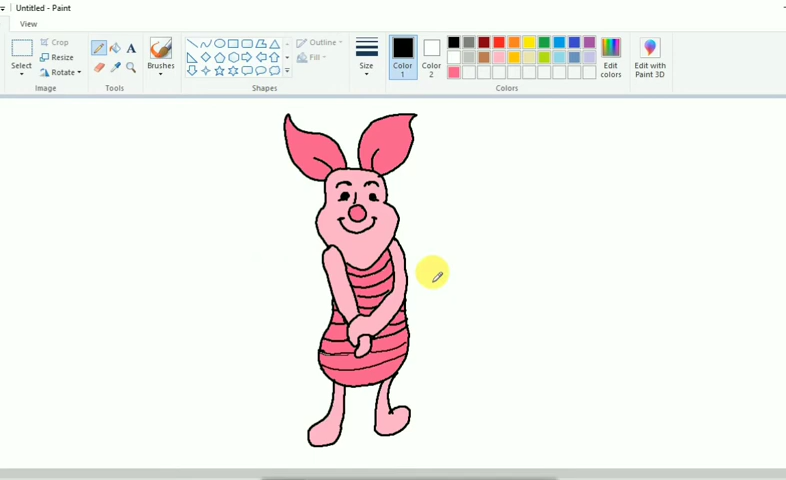 Untitled - Paint
View
Select
Crop
Resize
Rotate
Image
A
Tools
Brushes
Outline
Fill
Shapes
Size
Color
1
Color
2
Edit
colors
Colors
Edit with
Paint 3D